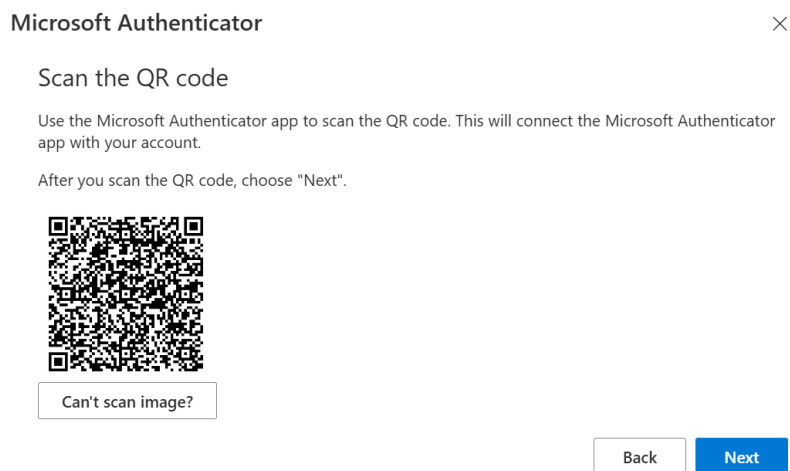 Microsoft Authenticator
Scan the QR code
Use the Microsoft Authenticator app to scan the QR code. This will connect the Microsoft Authenticator
app with your account.
After you scan the QR code, choose "Next".
Can't scan image?
Back
Next